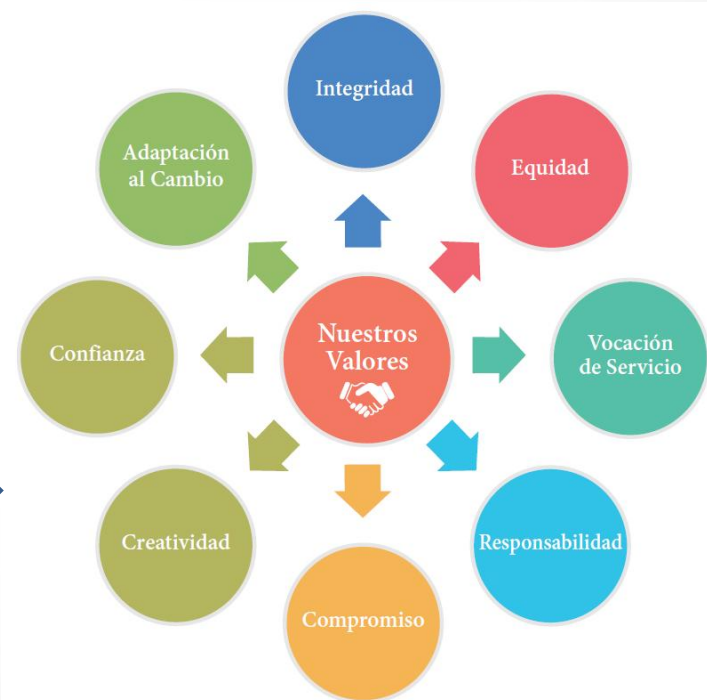 Integridad
Equidad
Vocación
de Servicio
Responsabilidad
Compromiso
Creatividad
Confianza
Adaptación
al Cambio
Nuestros
Valores